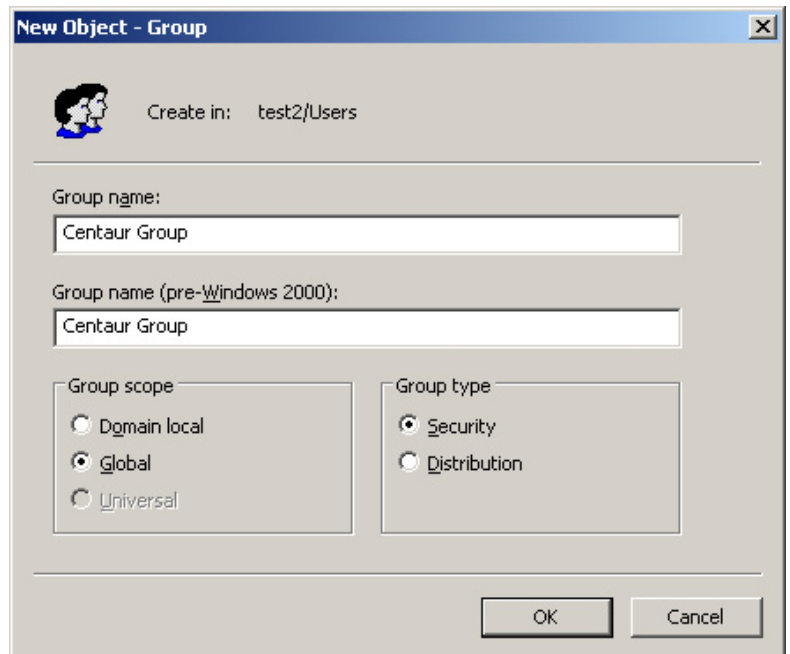 New Object - Group
Create in: test2/Users
Group name:
Centaur Group
Group name (pre-Windows 2000):
Centaur Group
Group scope
Domain local
Global
Universal
Group type
Security
Distribution
OK Cancel